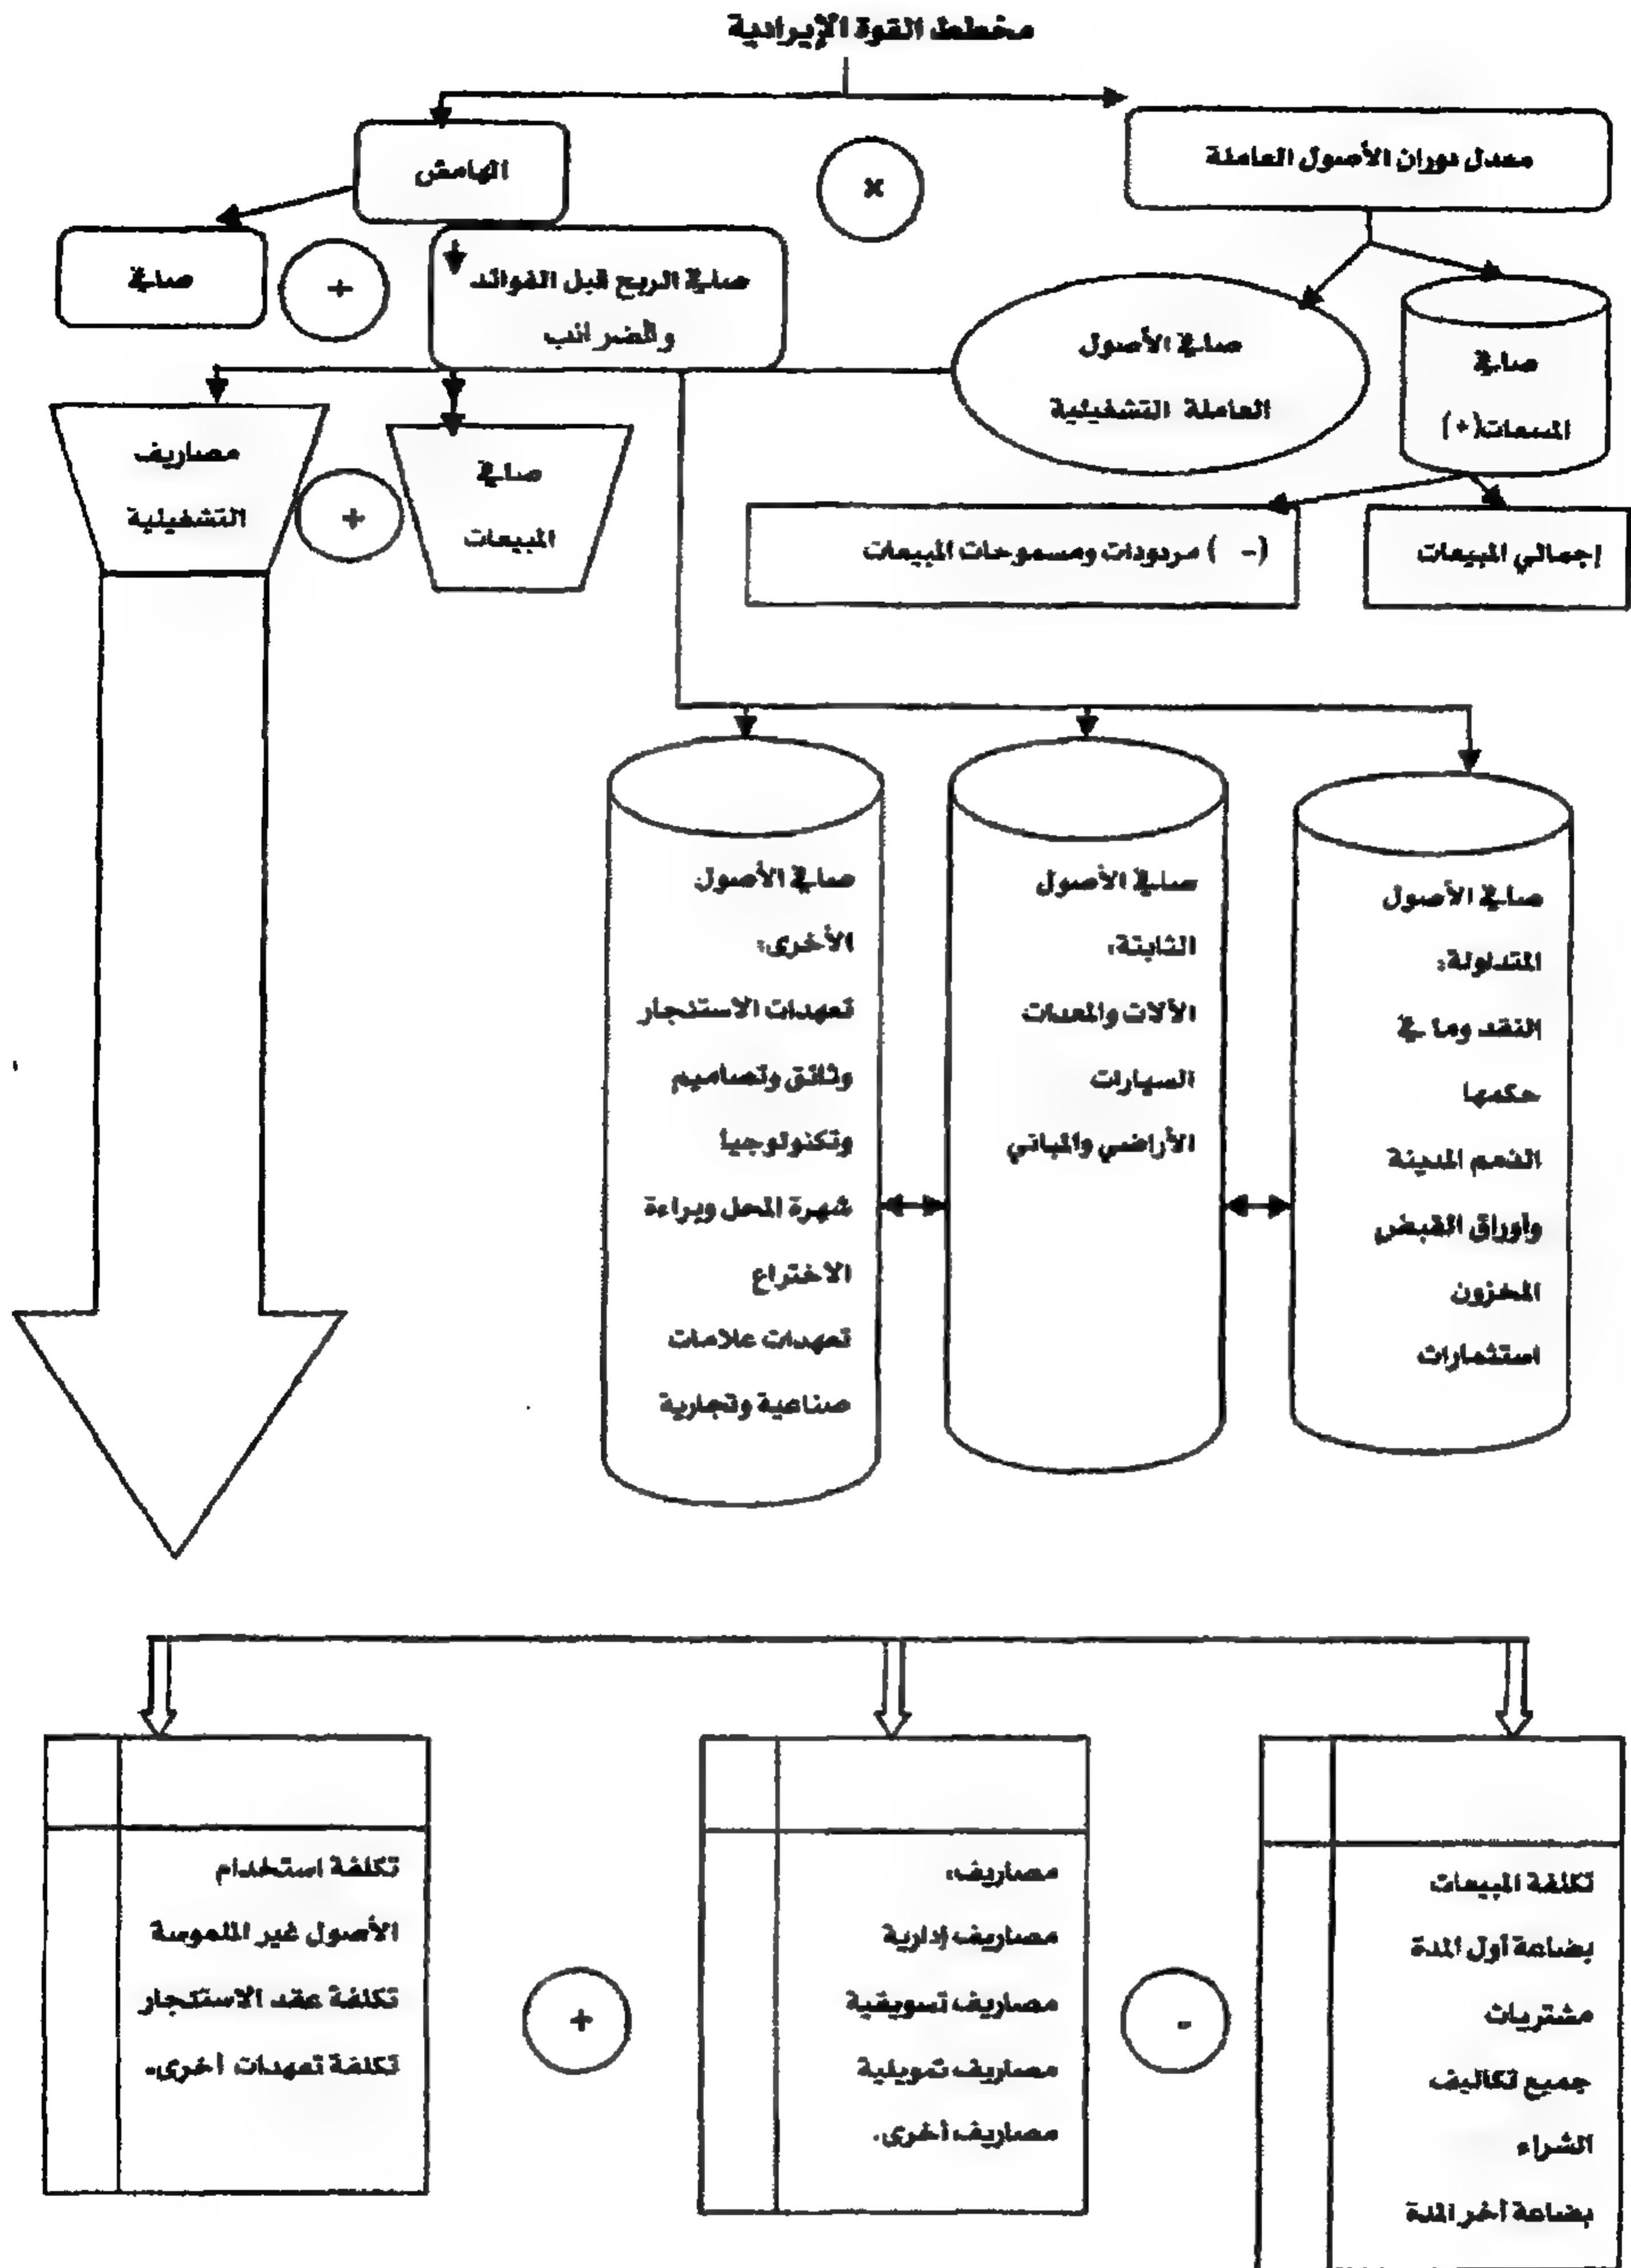 مخطط القوة الإيرادية
معدل دوران الأصول العاملة
×
الهامش
صافي الربح قبل الفوائد
والضرائب
+
صافي
صافي
المبيعات(+)
صافي الأصول
العاملة التشغيلية
صافي
المبيعات
+
مصاريف
التشغيلية
إجمالي المبيعات
(- ) مردودات ومسموحات المبيعات
صافي الأصول
المتداولة:
النقد وما في
حكمها
الذمم المدينة
وأوراق القبض
المخزون
استثمارات
صافي الأصول
الثابتة:
الآلات والمعدات
السيارات
الأراضي والمباني
صافي الأصول
الأخرى:
تعهدات الاستئجار
وثائق وتصاميم
وتكنولوجيا
شهرة المحل وبراءة
الاختراع
تعهدات علامات
صناعية وتجارية
تكلفة المبيعات
بضاعة أول المدة
مشتريات
جميع تكاليف
الشراء
بضاعة أخر المدة
-
مصاريف:
مصاريف إدارية
مصاريف تسويقية
مصاريف تمويلية
مصاريف أخرى.
+
تكلفة استخدام
الأصول غير الملموسة
تكلفة عقد الاستئجار
تكلفة تعهدات أخرى.